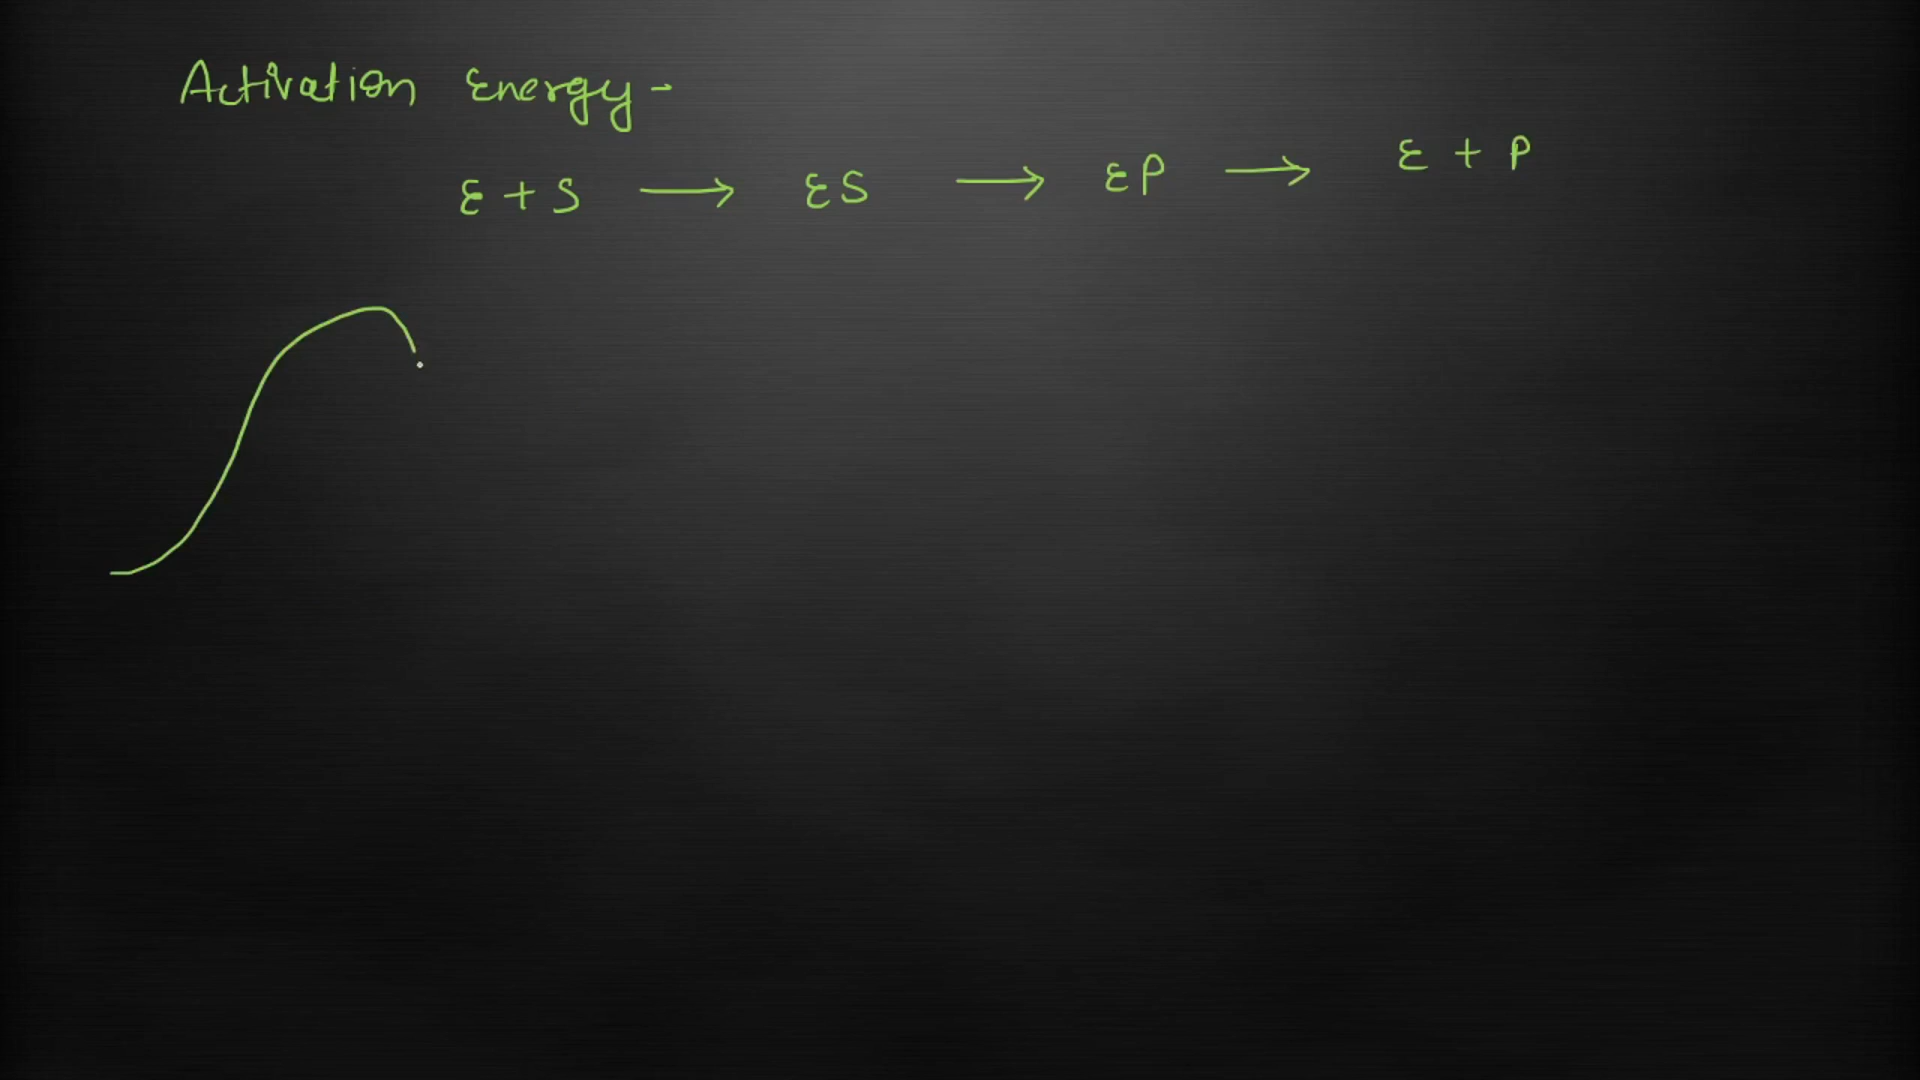 Activation Energy -
E + S → ES → EP → E + P